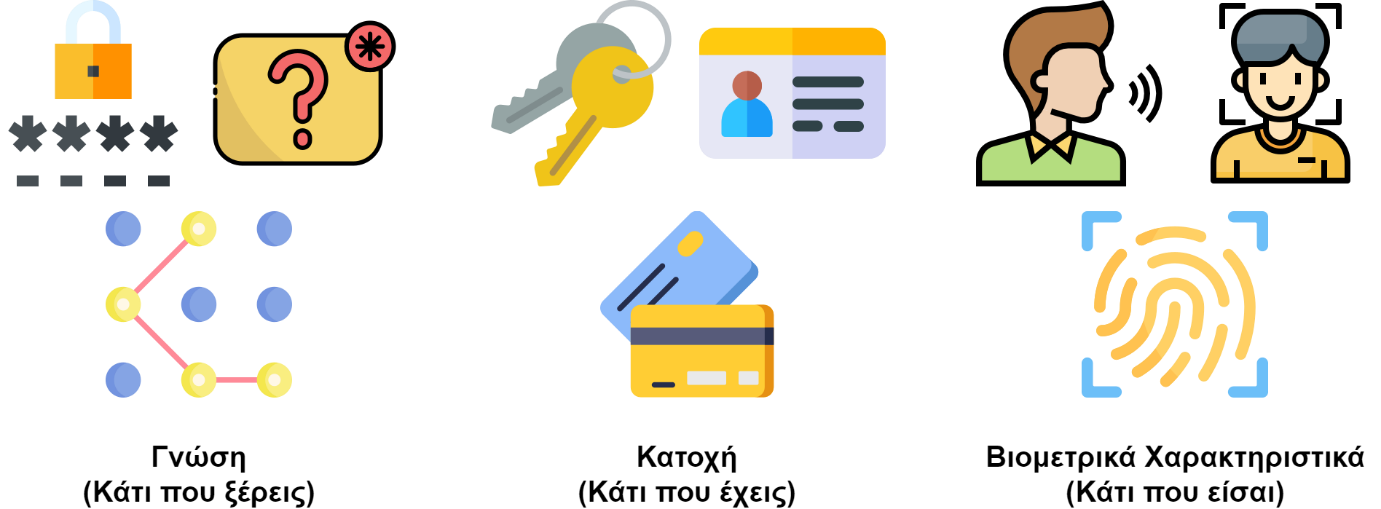 Γνώση
(Κάτι που ξέρεις)
Κατοχή
(Κάτι που έχεις)
Βιομετρικά Χαρακτηριστικά
(Κάτι που είσαι)